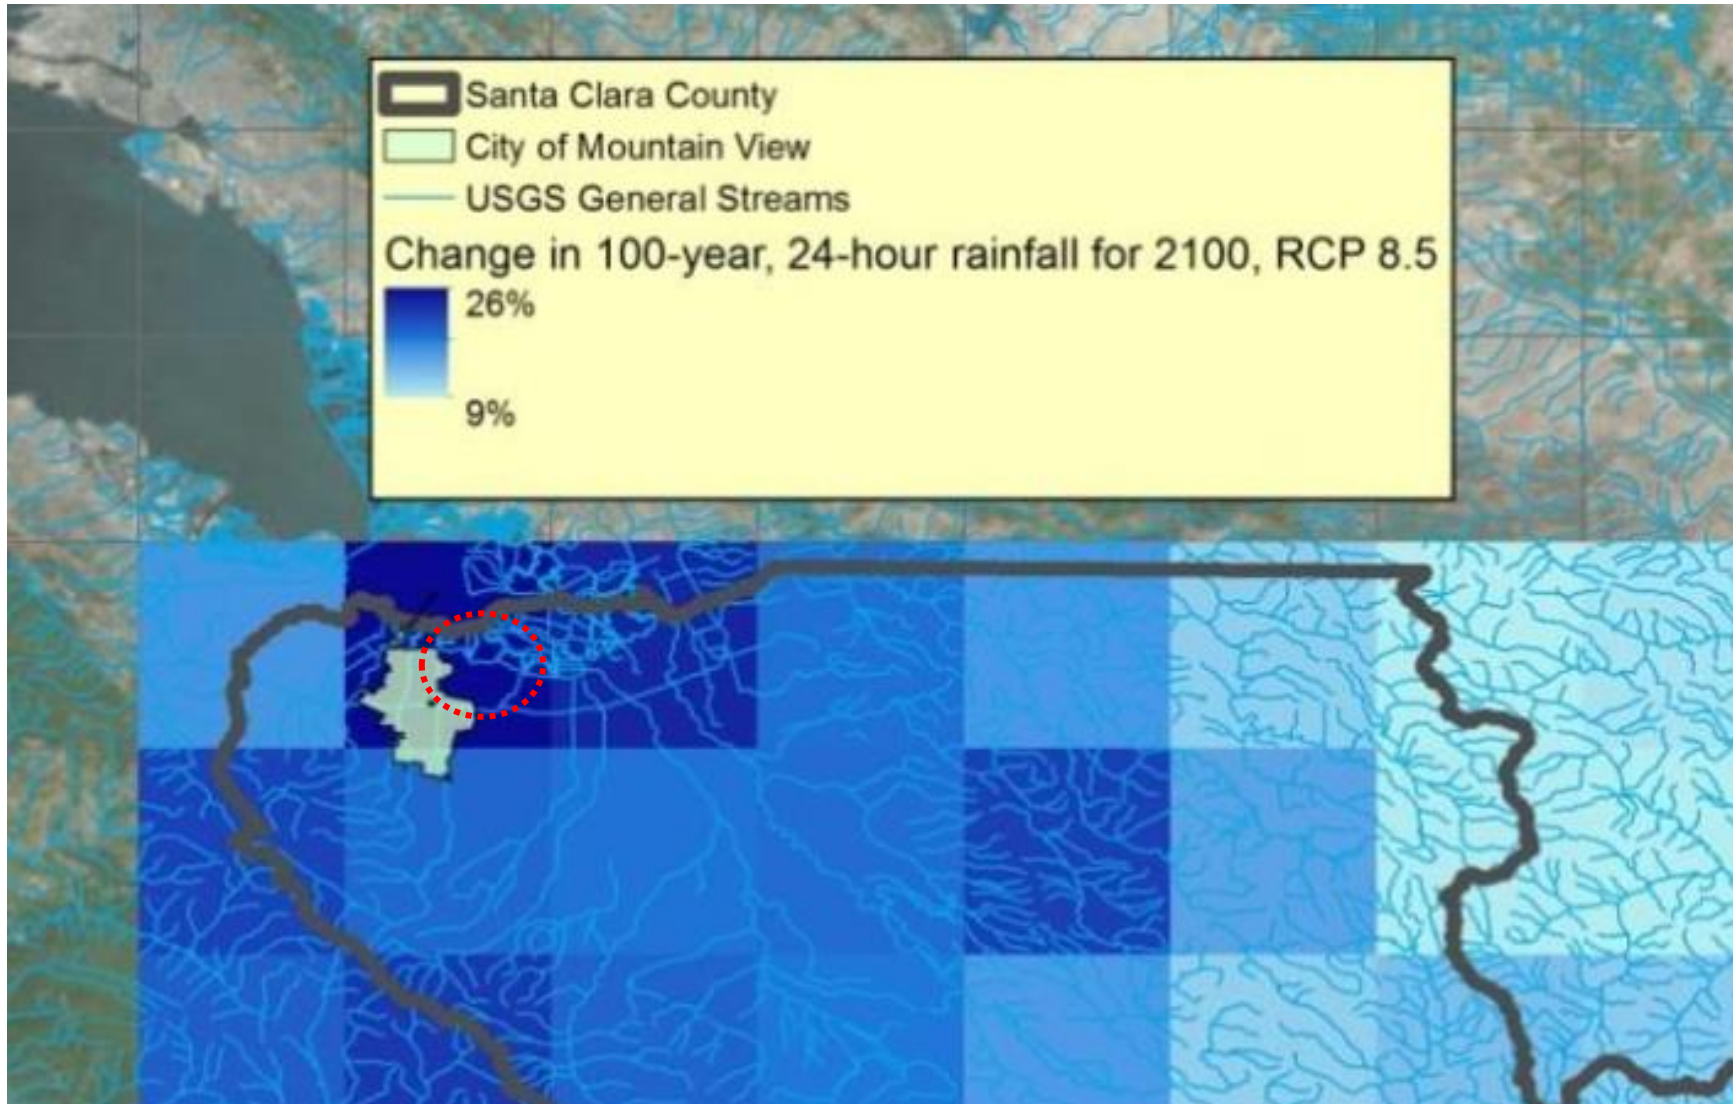 Santa Clara County
City of Mountain View
USGS General Streams
Change in 100-year, 24-hour rainfall for 2100, RCP 8.5
26%
9%